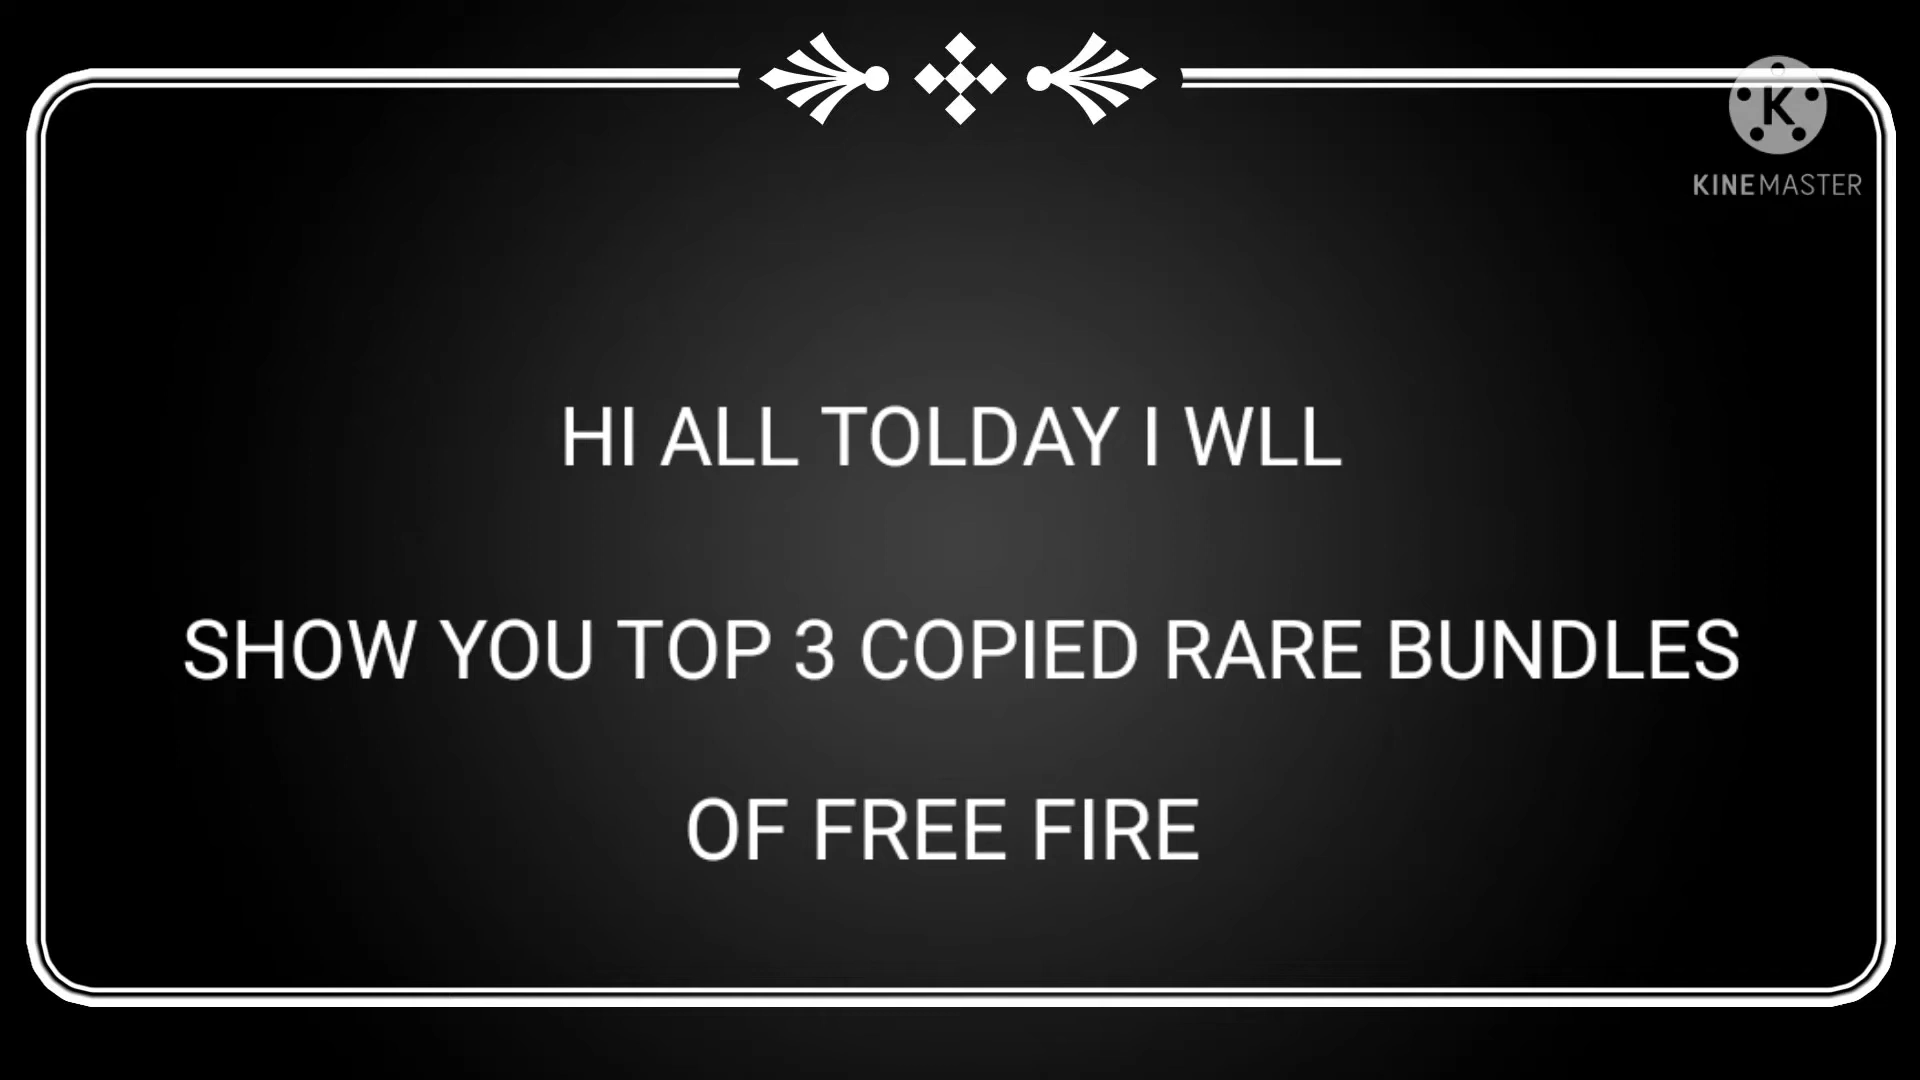 K
KINEMASTER
HI ALL TOLDAY I WLL
SHOW YOU TOP 3 COPIED RARE BUNDLES
OF FREE FIRE